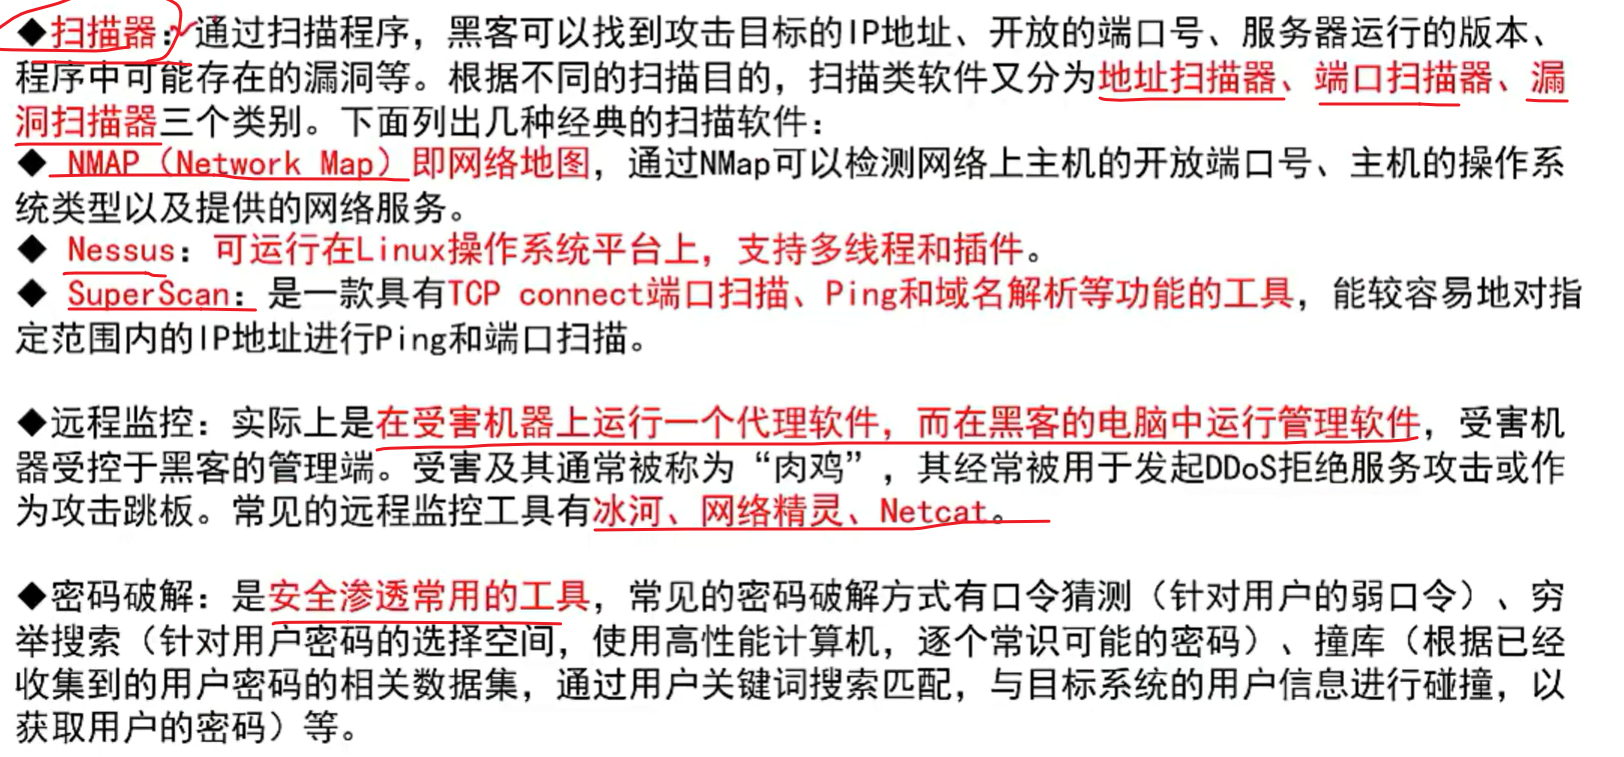 ◆扫描器：通过扫描程序，黑客可以找到攻击目标的IP地址、开放的端口号、服务器运行的版本、
程序中可能存在的漏洞等。根据不同的扫描目的，扫描类软件又分为地址扫描器、端口扫描器、漏
洞扫描器三个类别。下面列出几种经典的扫描软件：
◆ NMAP（Network Map）即网络地图，通过NMap可以检测网络上主机的开放端口号、主机的操作系
统类型以及提供的网络服务。
◆ Nessus：可运行在Linux操作系统平台上，支持多线程和插件。
◆ SuperScan：是一款具有TCP connect端口扫描、Ping和域名解析等功能的工具，能较容易地对指
定范围内的IP地址进行Ping和端口扫描。
◆远程监控：实际上是在受害机器上运行一个代理软件，而在黑客的电脑中运行管理软件，受害机
器受控于黑客的管理端。受害及其通常被称为“肉鸡”，其经常被用于发起DDoS拒绝服务攻击或作
为攻击跳板。常见的远程监控工具有冰河、网络精灵、Netcat。
◆密码破解：是安全渗透常用的工具，常见的密码破解方式有口令猜测（针对用户的弱口令）、穷
举搜索（针对用户密码的选择空间，使用高性能计算机，逐个常识可能的密码）、撞库（根据已经
收集到的用户密码的相关数据集，通过用户关键词搜索匹配，与目标系统的用户信息进行碰撞，以
获取用户的密码）等。